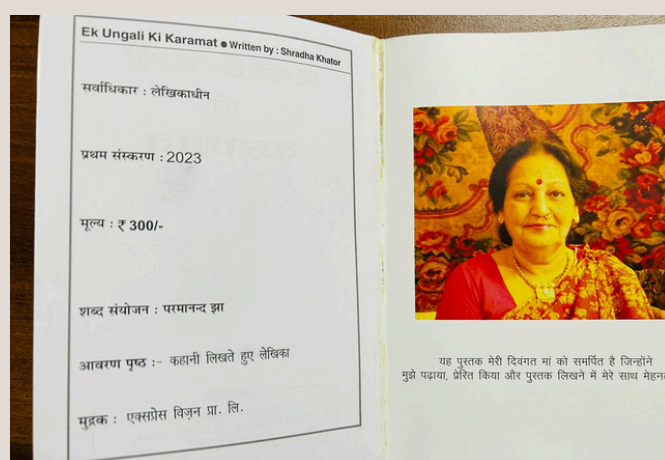 Ek Ungali Ki Karamat ● Written by : Shradha Khator
सर्वाधिकार : लेखिकाधीन
प्रथम संस्करण : 2023
मूल्य : ₹ 300/-
शब्द संयोजन : परमानन्द झा
आवरण पृष्ठ :- कहानी लिखते हुए लेखिका
मुद्रक : एक्सप्रेस विज़न प्रा. लि.
यह पुस्तक मेरी दिवंगत मां को समर्पित है जिन्होंने
मुझे पढ़ाया, प्रेरित किया और पुस्तक लिखने में मेरे साथ